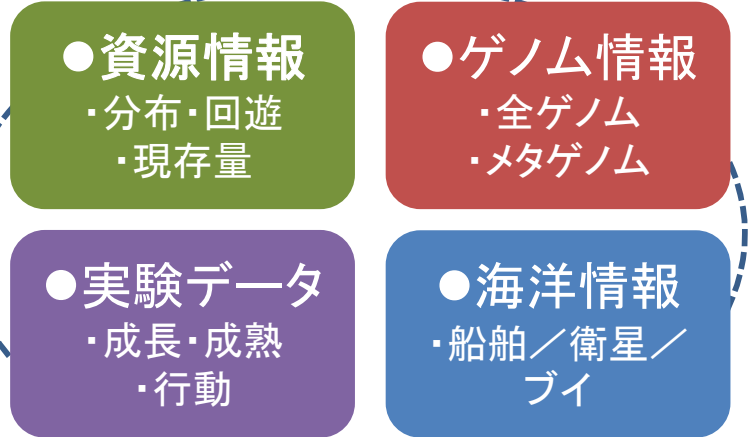 ●資源情報
・分布・回遊
・現存量
●ゲノム情報
・全ゲノム
・メタゲノム
●実験データ
・成長・成熟
・行動
●海洋情報
・船舶／衛星／
ブイ